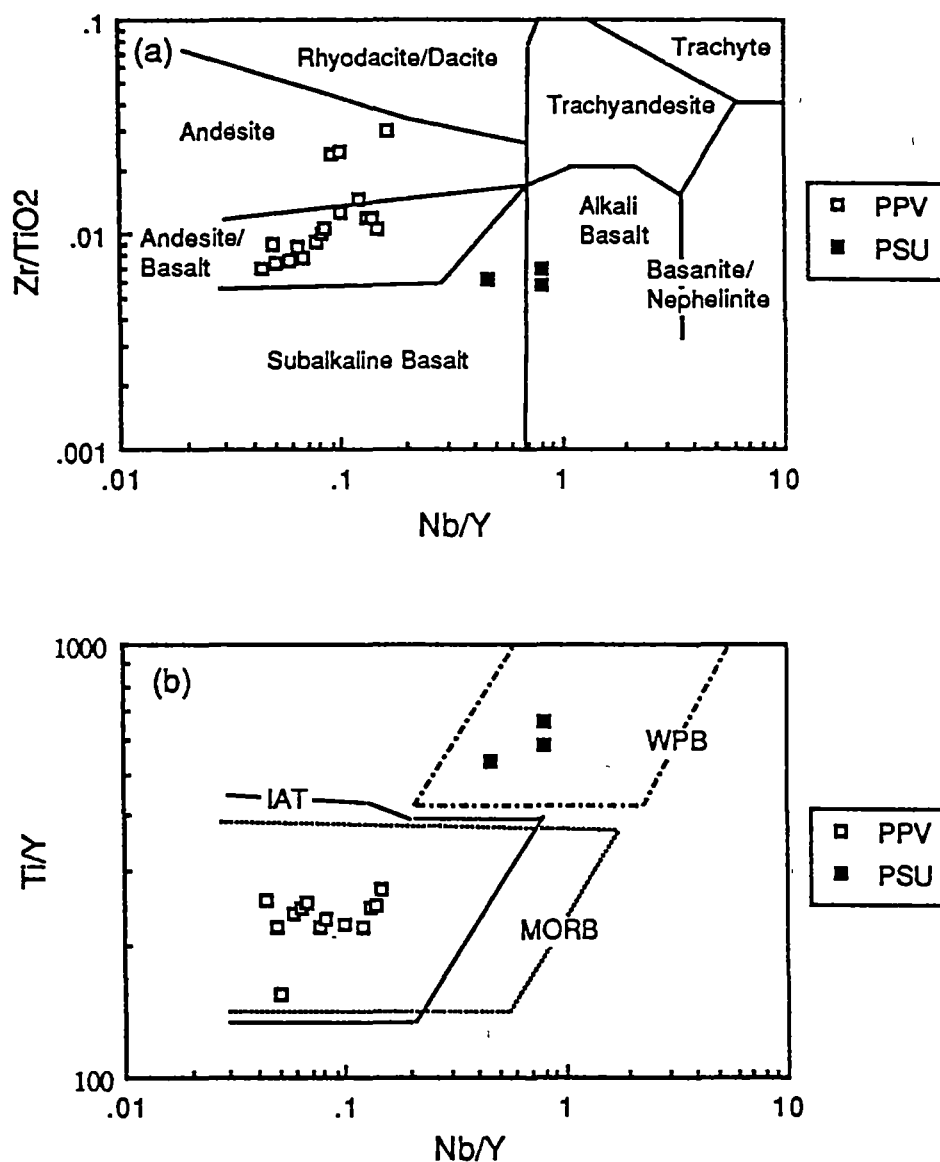 .1
(a)
Rhyodacite/Dacite
Trachyte
Trachyandesite
Andesite
Zr/TiO2
.01
Andesite/
Basalt
Alkali
Basalt
Basanite/
Nephelinite
Subalkaline Basalt
.001
.01
.1
1
10
Nb/Y
PPV
PSU
1000
(b)
WPB
IAT
Ti/Y
MORB
100
.01
.1
1
10
Nb/Y
PPV
PSU